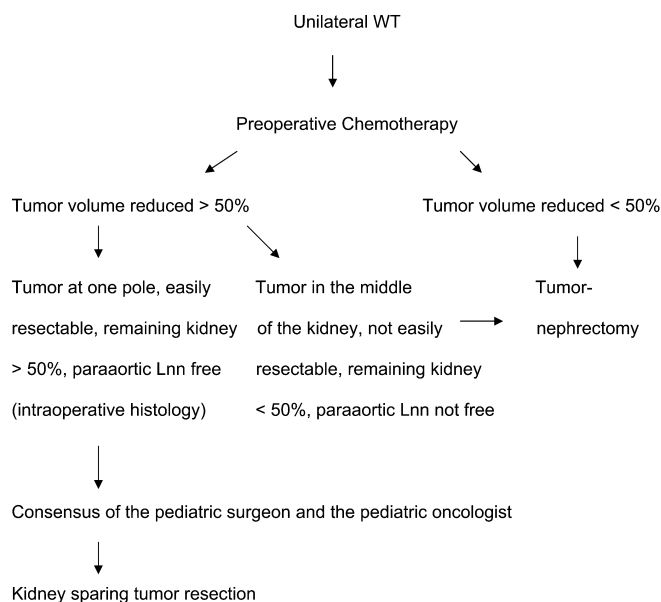 Unilateral WT
Preoperative Chemotherapy
Tumor volume reduced > 50%
Tumor volume reduced < 50%
Tumor at one pole, easily
resectable, remaining kidney
> 50%, paraaortic Lnn free
(intraoperative histology)
Tumor in the middle
of the kidney, not easily
resectable, remaining kidney
< 50%, paraaortic Lnn not free
Tumor-
nephrectomy
Consensus of the pediatric surgeon and the pediatric oncologist
Kidney sparing tumor resection